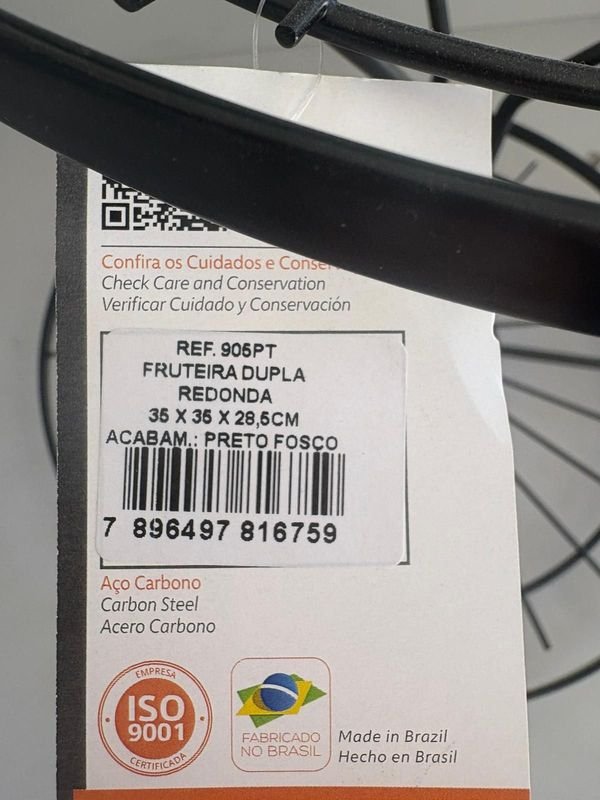 Confira os Cuidados e
Check Care and Conservation
Verificar Cuidado y Conservación
REF. 905PT
FRUTEIRA DUPLA
REDONDA
35 X 35 X 28,5CM
ACABAM.: PRETO FOSCO
7 896497 816759
Aço Carbono
Carbon Steel
Acero Carbono
EMPRESA
ISO
9001
CERTIFICADA
FABRICADO
NO BRASIL
Made in Brazil
Hecho en Brasil